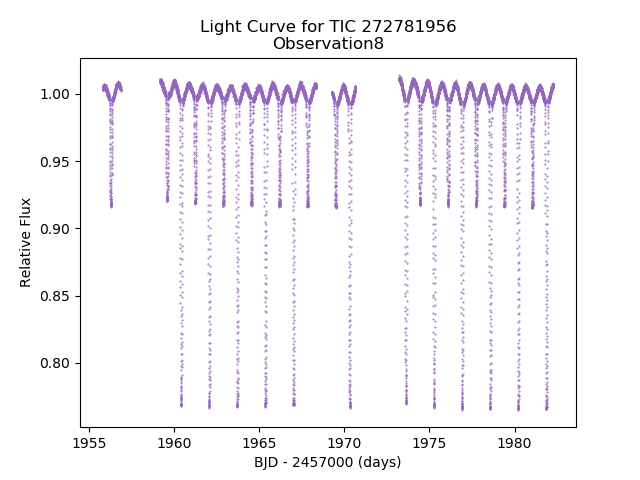 Light Curve for TIC 272781956
Observation8
Relative Flux
1.00
0.95
0.90
0.85
0.80
1955
1960
1965
1970
1975
1980
BJD - 2457000 (days)